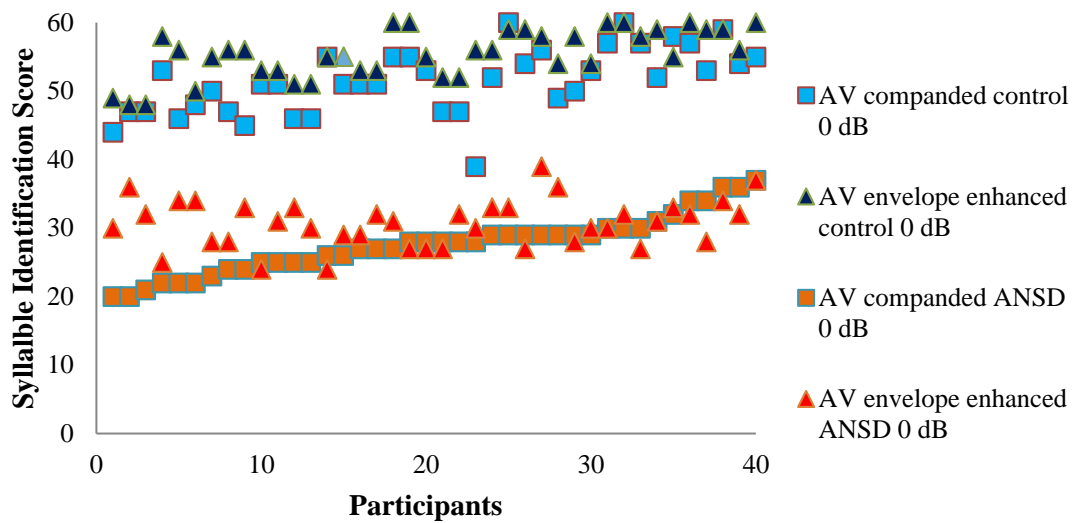 60
50
40
30
20
10
0
Syllalble Identification Score
0
10
20
30
40
Participants
AV companded control
0 dB
AV envelope enhanced
control 0 dB
AV companded ANSD
0 dB
AV envelope enhanced
ANSD 0 dB